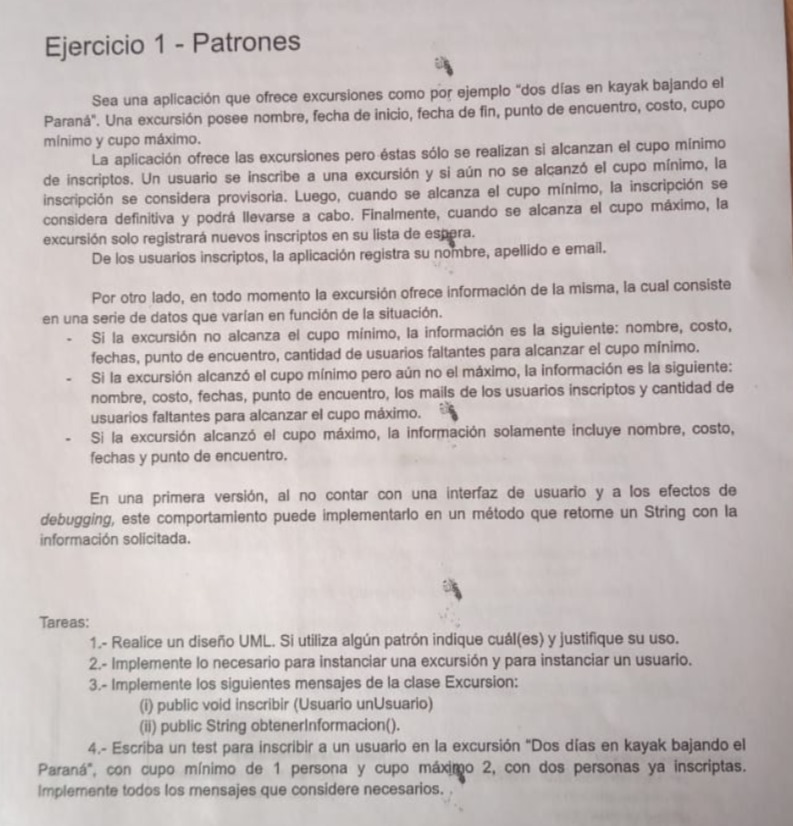 Ejercicio 1 - Patrones
Sea una aplicación que ofrece excursiones como por ejemplo "dos días en kayak bajando el
Paraná". Una excursión posee nombre, fecha de inicio, fecha de fin, punto de encuentro, costo, cupo
mínimo y cupo máximo.
La aplicación ofrece las excursiones pero éstas sólo se realizan si alcanzan el cupo mínimo
de inscriptos. Un usuario se inscribe a una excursión y si aún no se alcanzó el cupo mínimo, la
inscripción se considera provisoria. Luego, cuando se alcanza el cupo mínimo, la inscripción se
considera definitiva y podrá llevarse a cabo. Finalmente, cuando se alcanza el cupo máximo, la
excursión solo registrará nuevos inscriptos en su lista de espera.
De los usuarios inscriptos, la aplicación registra su nombre, apellido e email.
Por otro lado, en todo momento la excursión ofrece información de la misma, la cual consiste
en una serie de datos que varían en función de la situación.
- Si la excursión no alcanza el cupo mínimo, la información es la siguiente: nombre, costo,
fechas, punto de encuentro, cantidad de usuarios faltantes para alcanzar el cupo mínimo.
- Si la excursión alcanzó el cupo mínimo pero aún no el máximo, la información es la siguiente:
nombre, costo, fechas, punto de encuentro, los mails de los usuarios inscriptos y cantidad de
usuarios faltantes para alcanzar el cupo máximo.
- Si la excursión alcanzó el cupo máximo, la información solamente incluye nombre, costo,
fechas y punto de encuentro.
En una primera versión, al no contar con una interfaz de usuario y a los efectos de
debugging, este comportamiento puede implementarlo en un método que retorne un String con la
información solicitada.
Tareas:
1.- Realice un diseño UML. Si utiliza algún patrón indique cuál(es) y justifique su uso.
2.- Implemente lo necesario para instanciar una excursión y para instanciar un usuario.
3.- Implemente los siguientes mensajes de la clase Excursion:
(i) public void inscribir (Usuario unUsuario)
(ii) public String obtenerInformacion().
4.- Escriba un test para inscribir a un usuario en la excursión "Dos días en kayak bajando el
Paraná", con cupo mínimo de 1 persona y cupo máximo 2, con dos personas ya inscriptas.
Implemente todos los mensajes que considere necesarios.